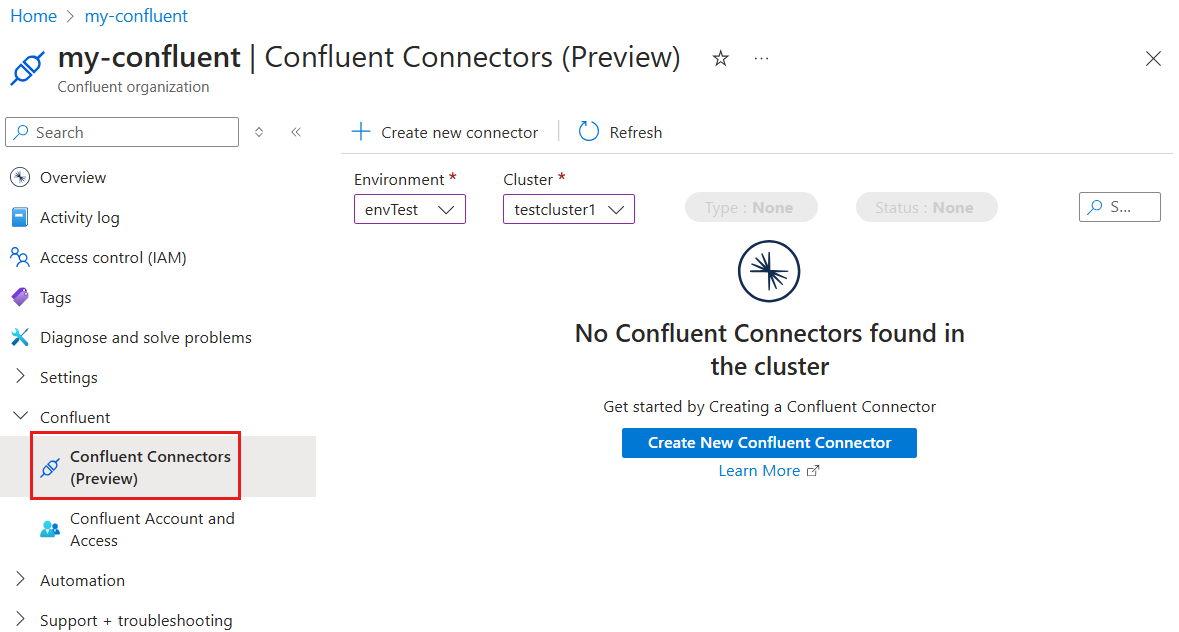 Home > my-confluent
my-confluent | Confluent Connectors (Preview)
Confluent organization
Search
Overview
Activity log
Access control (IAM)
Tags
Diagnose and solve problems
Settings
Confluent
Confluent Connectors
(Preview)
Confluent Account and
Access
Automation
Support + troubleshooting
Create new connector
Refresh
Environment *
Cluster *
envTest
testcluster1
Type : None
Status : None
S...
No Confluent Connectors found in
the cluster
Get started by Creating a Confluent Connector
Create New Confluent Connector
Learn More